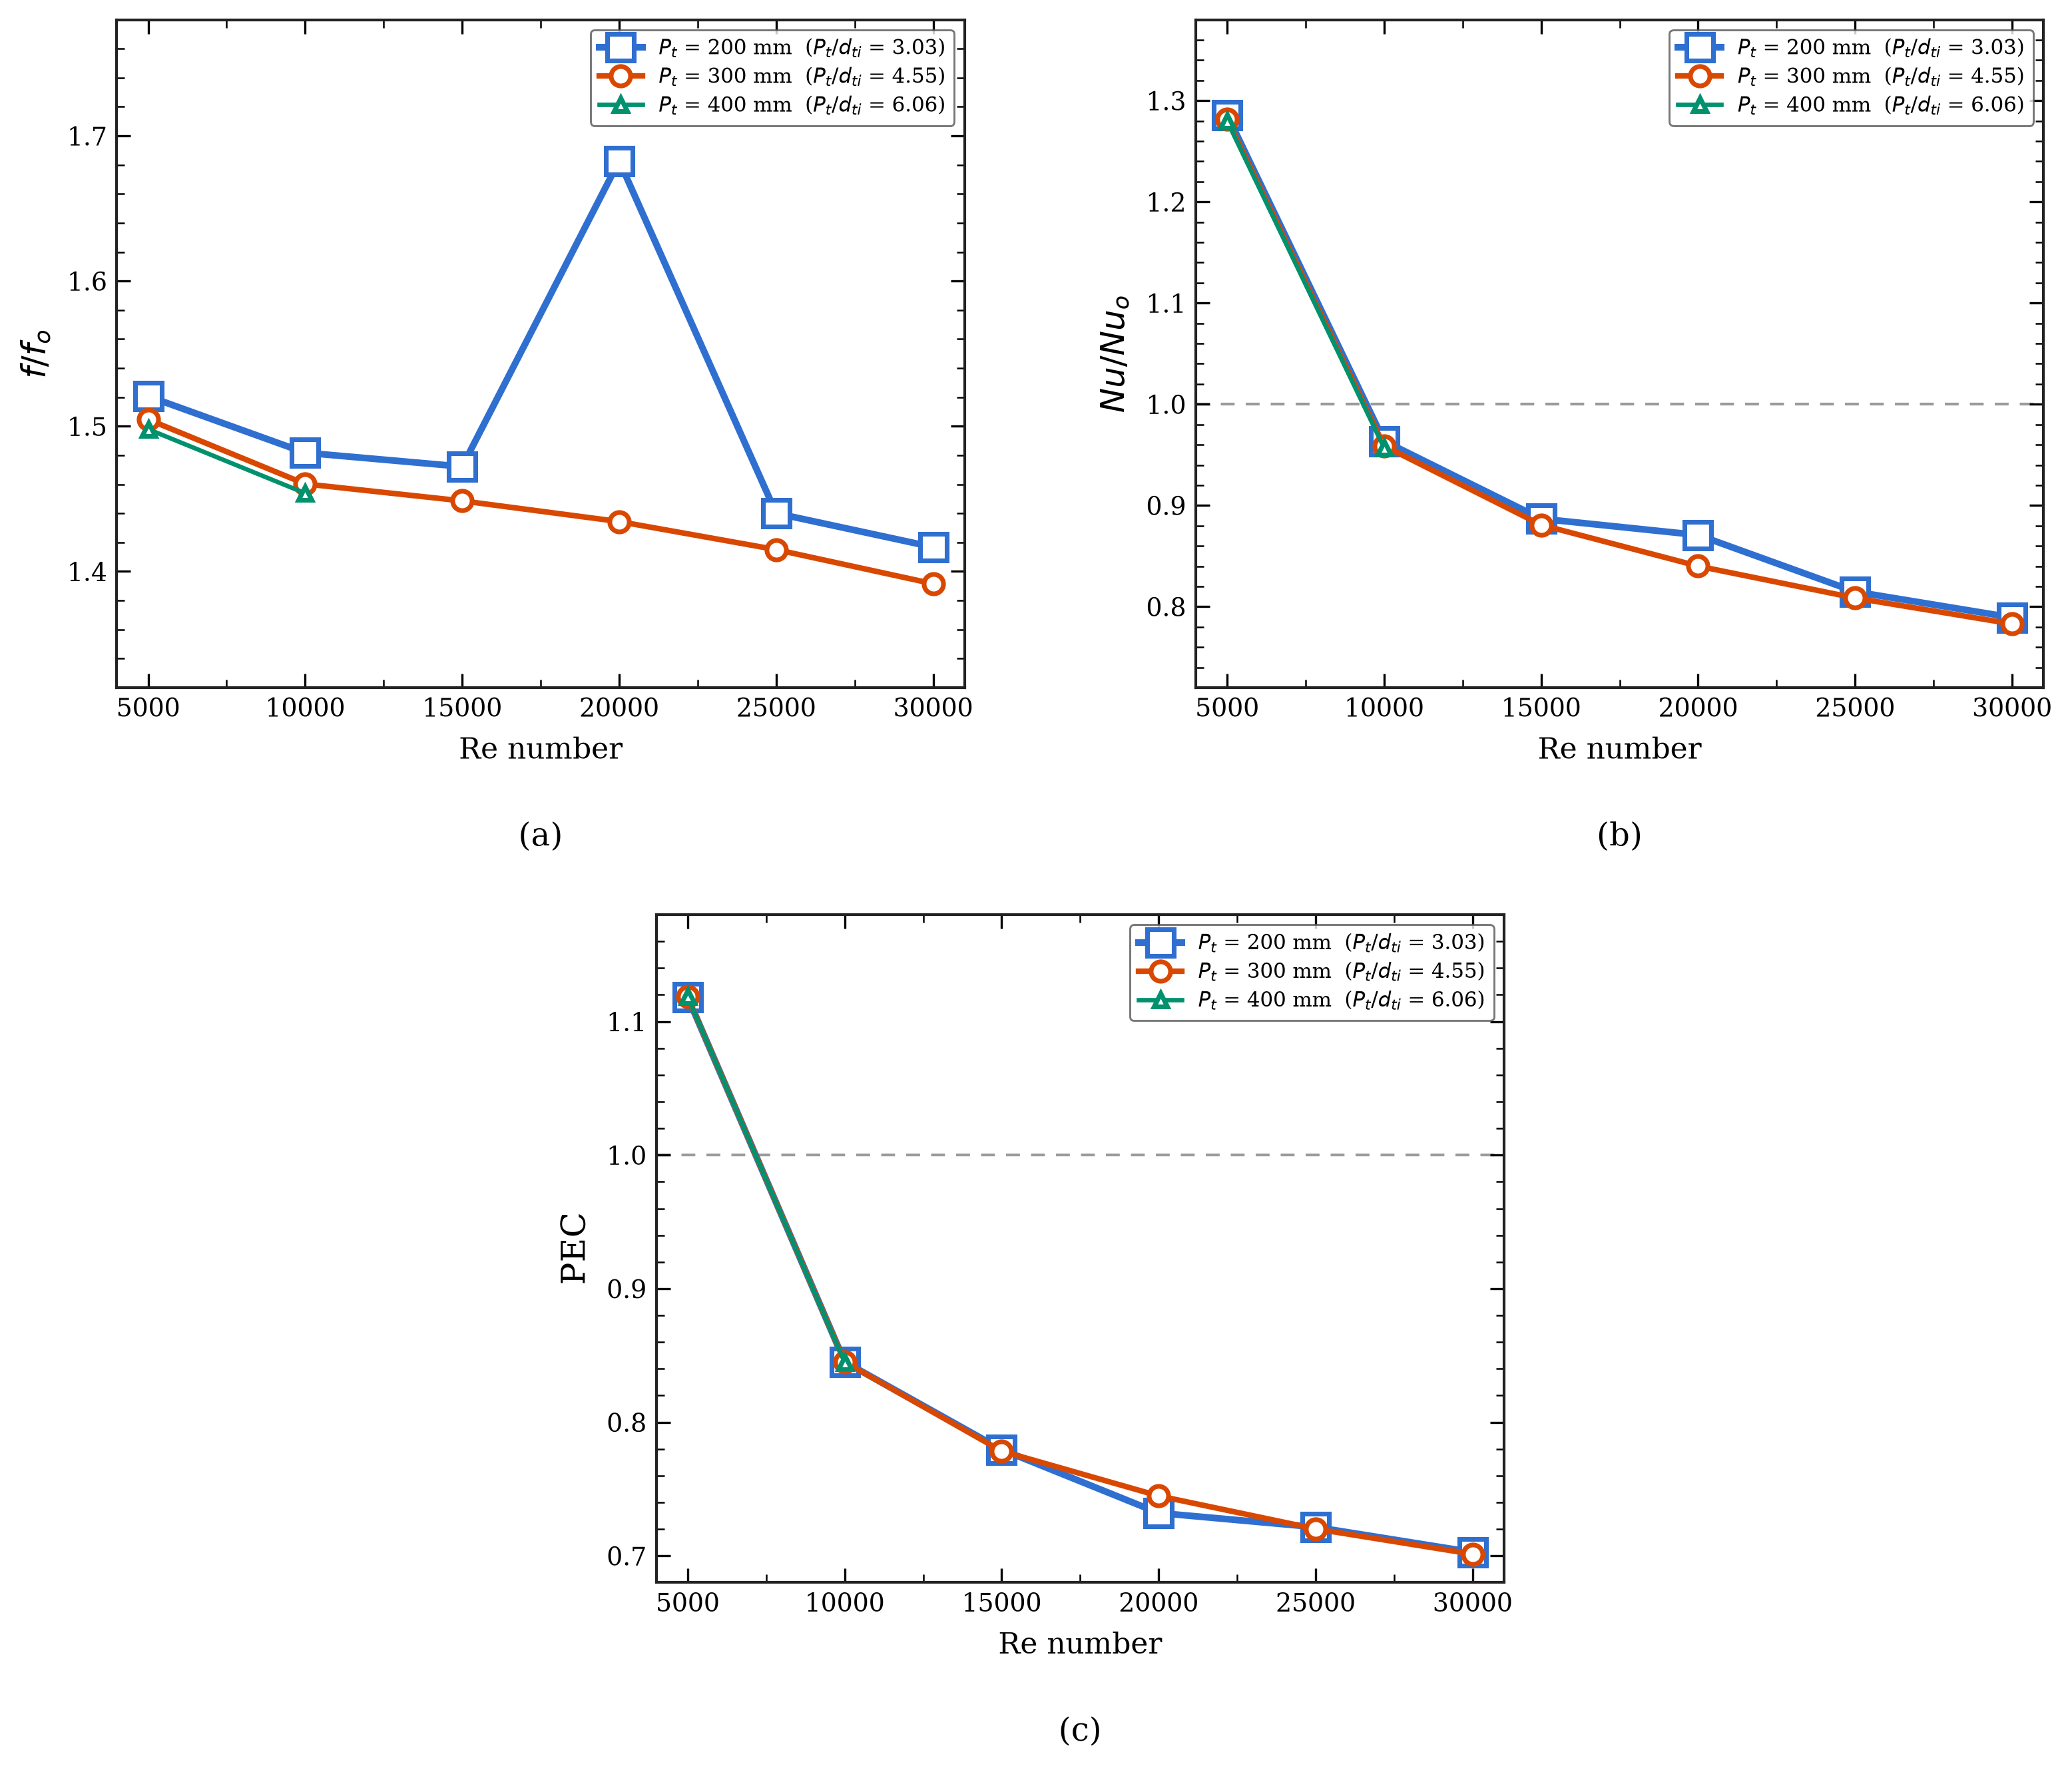 P_t = 200 mm (P_t/d_ti = 3.03)
P_t = 300 mm (P_t/d_ti = 4.55)
P_t = 400 mm (P_t/d_ti = 6.06)
f/f_o
1.7
1.6
1.5
1.4
5000 10000 15000 20000 25000 30000
Re number
(a)
P_t = 200 mm (P_t/d_ti = 3.03)
P_t = 300 mm (P_t/d_ti = 4.55)
P_t = 400 mm (P_t/d_ti = 6.06)
Nu/Nu_o
1.3
1.2
1.1
1.0
0.9
0.8
5000 10000 15000 20000 25000 30000
Re number
(b)
P_t = 200 mm (P_t/d_ti = 3.03)
P_t = 300 mm (P_t/d_ti = 4.55)
P_t = 400 mm (P_t/d_ti = 6.06)
PEC
1.1
1.0
0.9
0.8
0.7
5000 10000 15000 20000 25000 30000
Re number
(c)